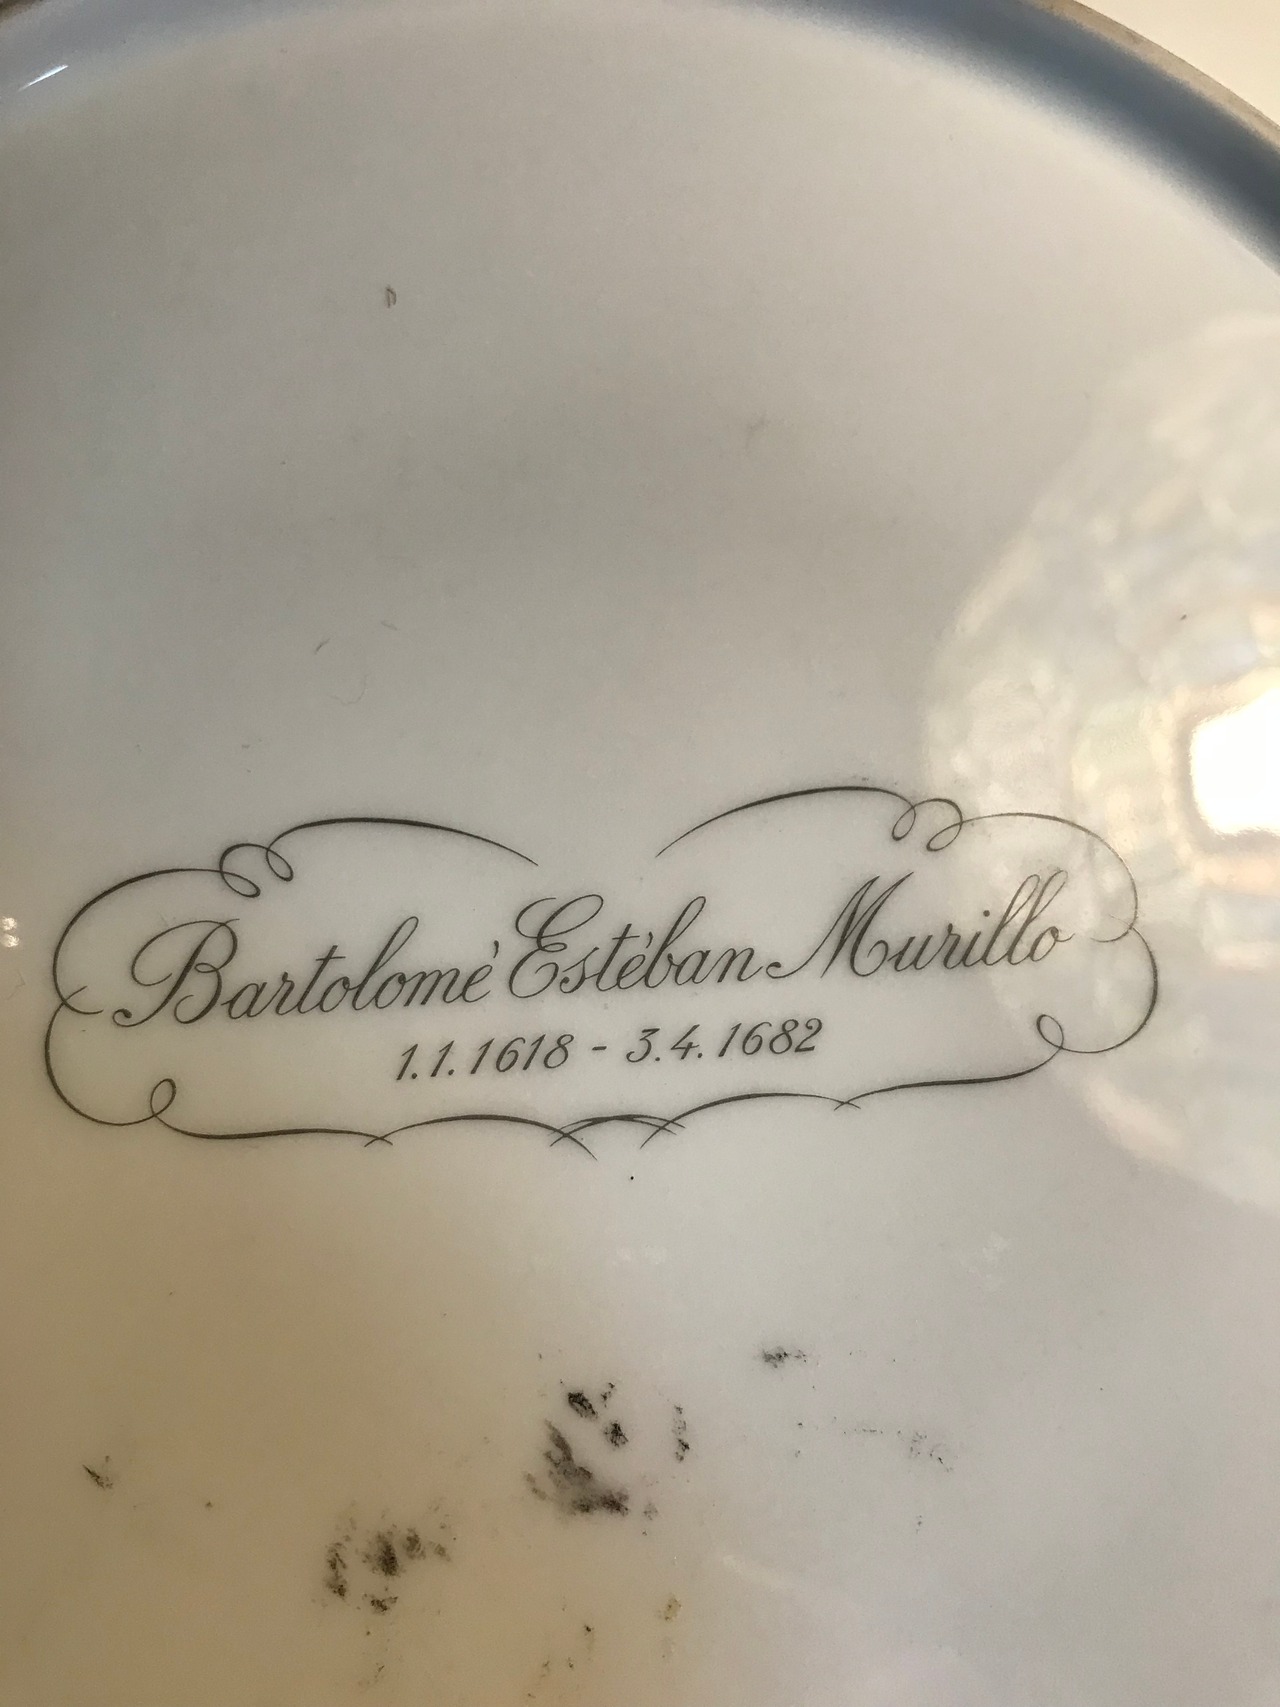 Bartolomé Estéban Murillo
1.1.1618 - 3.4.1682